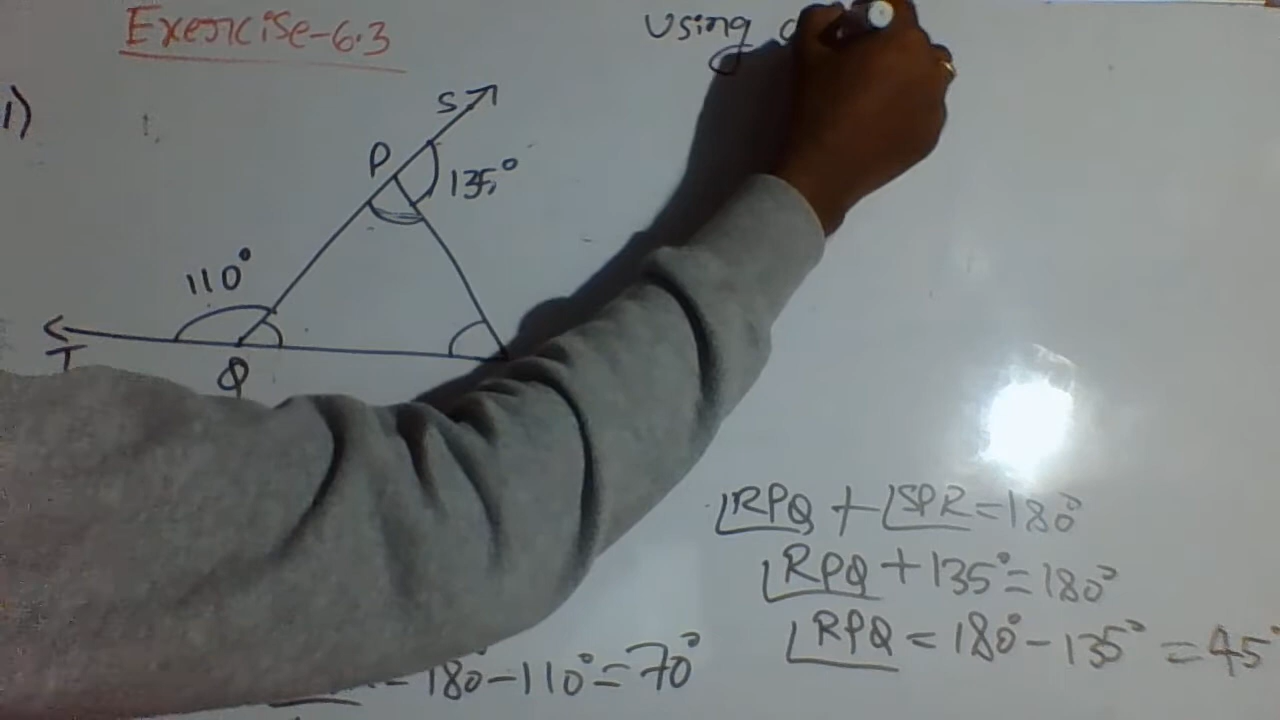 Exercise-6.3
Using
1)
S
P
135°
110°
T
Q
∠RPQ + ∠SPR = 180°
∠RPQ + 135° = 180°
∠RPQ = 180° - 135° = 45°
= 180° - 110° = 70°